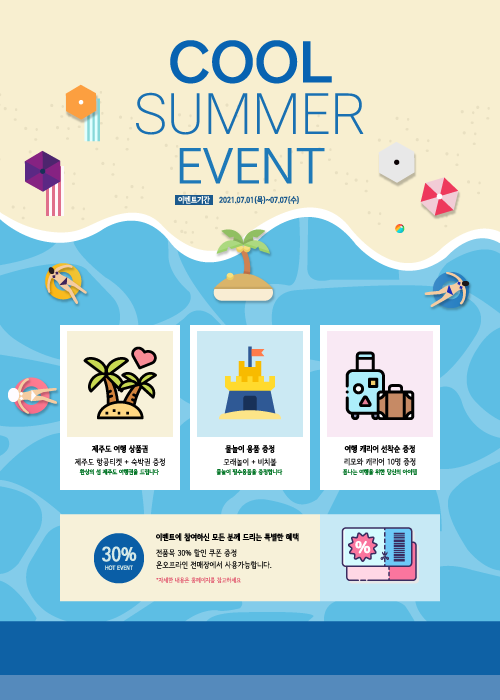 COOL
SUMMER
EVENT
이벤트기간 2021.07.01(목)~07.07(수)
제주도 여행 상품권
제주도 항공티켓 + 숙박권 증정
환상의 섬 제주도 여행권을 드립니다
물놀이 용품 증정
모래놀이 + 비치볼
물놀이 필수용품을 증정합니다
여행 캐리어 선착순 증정
리모와 캐리어 10명 증정
폼나는 여행을 위한 당신의 아이템
30%
HOT EVENT
이벤트에 참여하신 모든 분께 드리는 특별한 혜택
전품목 30% 할인 쿠폰 증정
온오프라인 전매장에서 사용가능합니다.
*자세한 내용은 홈페이지를 참고하세요
%